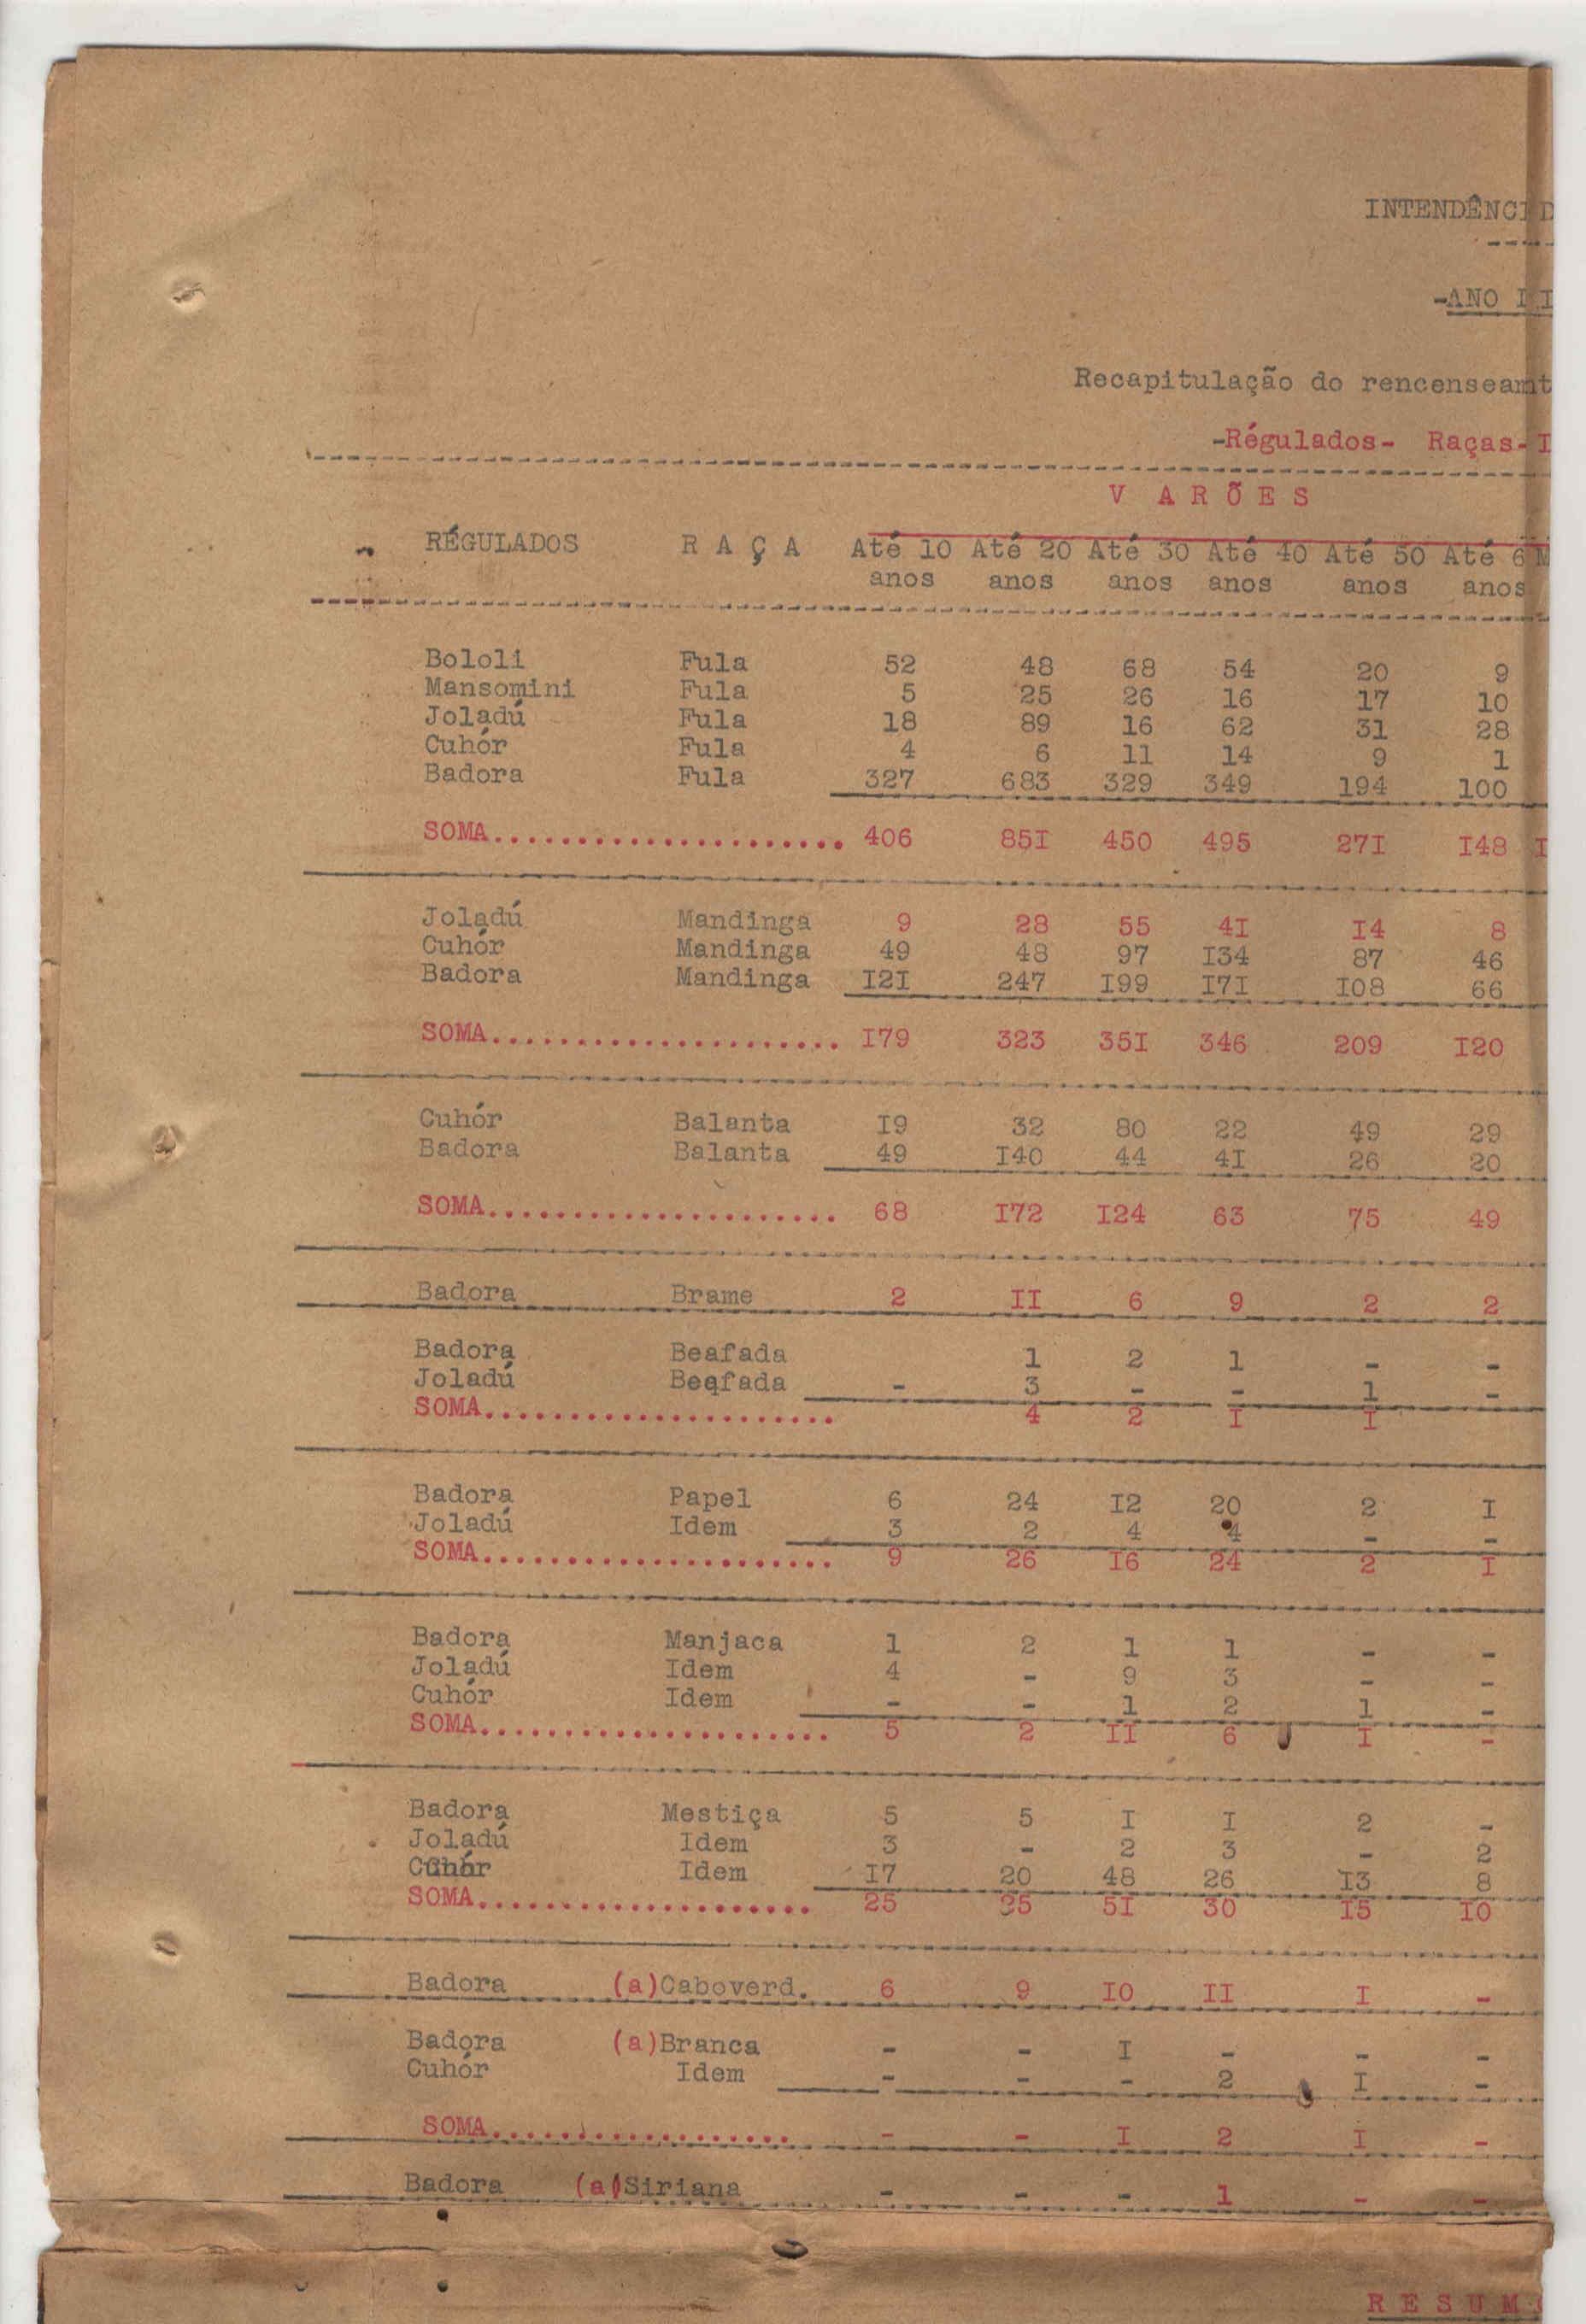 INTENDÊNCI D
----
-ANO I I
Recapitulação do rencenseam t
-Régulados- Raças- I
V A R Õ E S
RÉGULADOS R A Ç A Até 10 Até 20 Até 30 Até 40 Até 50 Até 6 M
anos anos anos anos anos anos
Bololi Fula 52 48 68 54 20 9
Mansomini Fula 5 25 26 16 17 10
Joladú Fula 18 89 16 62 31 28
Cuhór Fula 4 6 11 14 9 1
Badora Fula 327 683 329 349 194 100
SOMA..................... 406 85I 450 495 27I I48 I
Joladú Mandinga 9 28 55 4I I4 8
Cuhór Mandinga 49 48 97 I34 87 46
Badora Mandinga I2I 247 I99 I7I I08 66
SOMA..................... I79 323 35I 346 209 I20
Cuhór Balanta I9 32 80 22 49 29
Badora Balanta 49 I40 44 4I 26 20
SOMA..................... 68 I72 I24 63 75 49
Badora Brame 2 II 6 9 2 2
Badora Beafada 1 2 1 - -
Joladú Beafada - 3 - - 1 -
SOMA..................... 4 2 I I
Badora Papel 6 24 I2 20 2 I
Joladú Idem 3 2 4 4 - -
SOMA..................... 9 26 I6 24 2 I
Badora Manjaca 1 2 1 1 - -
Joladú Idem 4 - 9 3 - -
Cuhór Idem - - 1 2 1 -
SOMA..................... 5 2 II 6 I -
Badora Mestiça 5 5 I I 2 -
Joladú Idem 3 - 2 3 - 2
Cuhór Idem I7 20 48 26 I3 8
SOMA.................... 25 25 5I 30 I5 I0
Badora (a)Caboverd. 6 9 I0 II I -
Badora (a)Branca - - I - - -
Cuhór Idem - - - 2 I -
SOMA.................. - - I 2 I -
Badora (a)Siriana - - - 1 - -
R E S U M